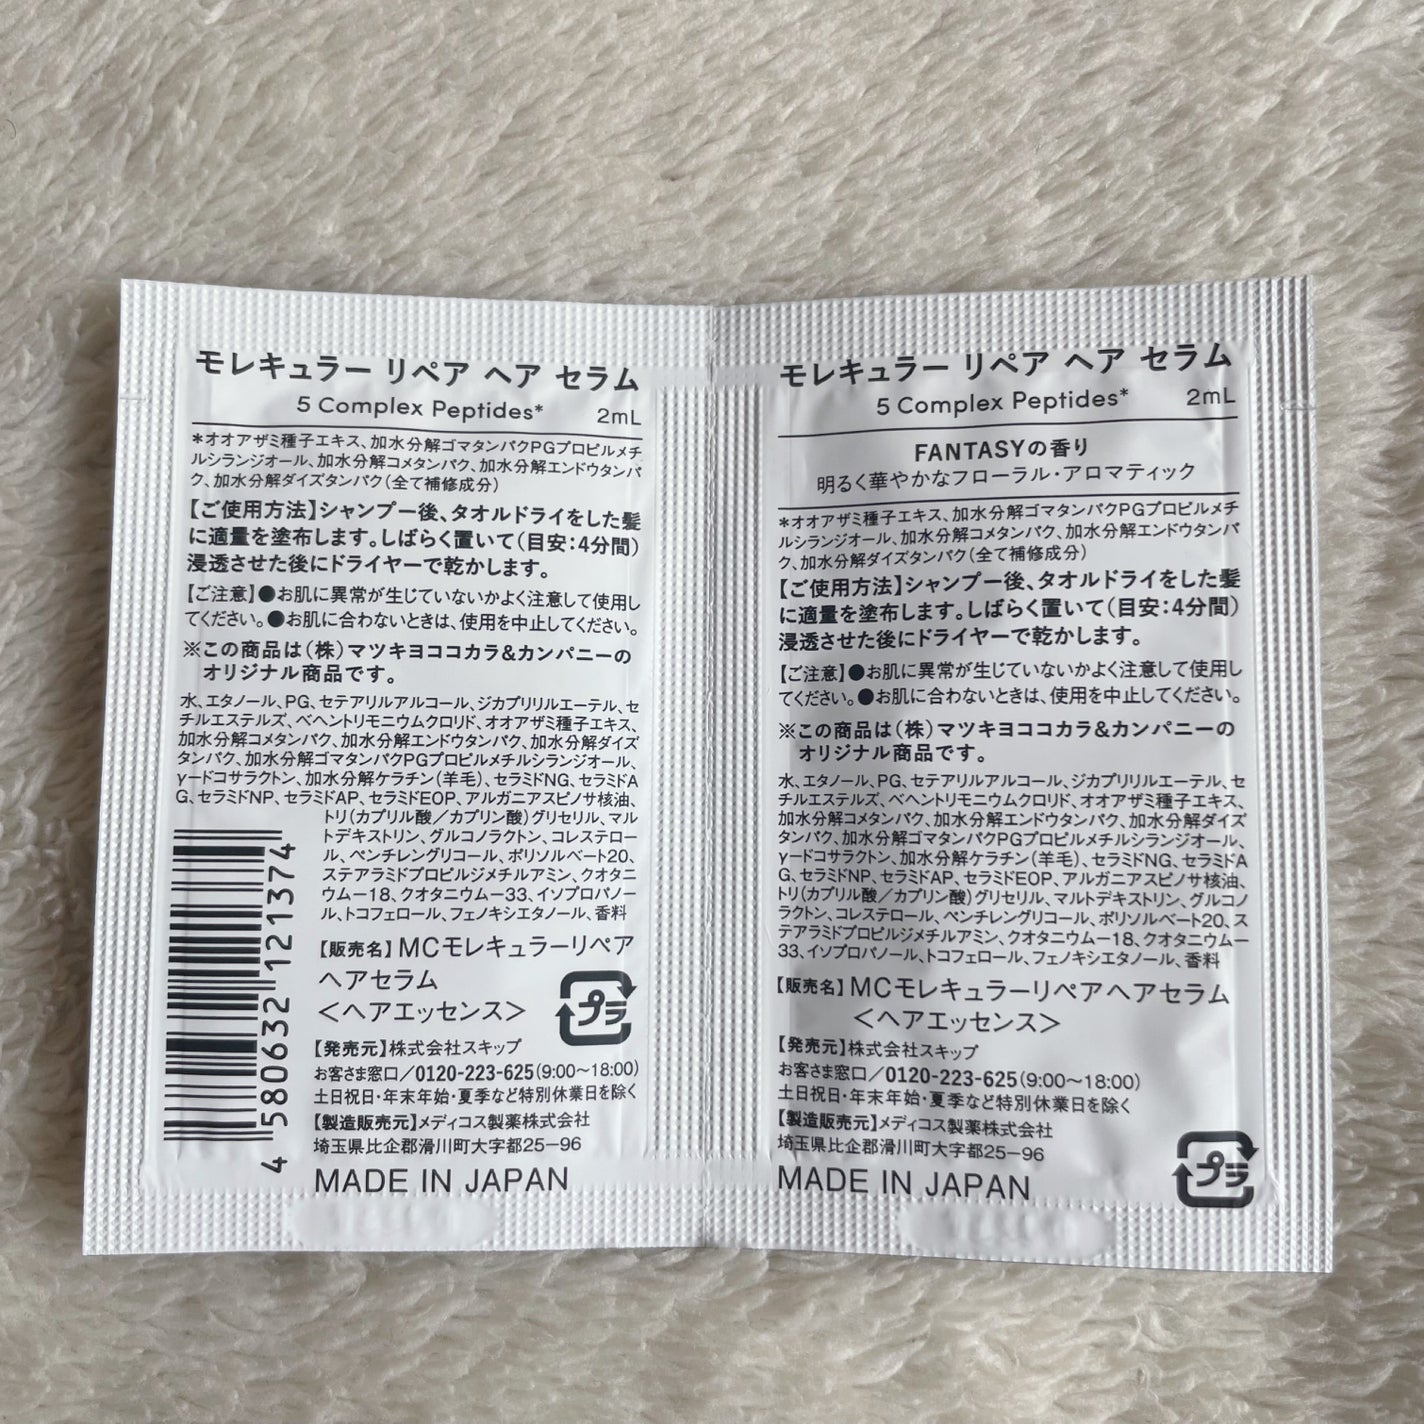 モレキュラー リペア ヘア セラム
5 Complex Peptides* 2mL
*オオアザミ種子エキス、加水分解ゴマタンパクPGプロピルメチ
ルシランジオール、加水分解コメタンパク、加水分解エンドウタンパ
ク、加水分解ダイズタンパク(全て補修成分)
【ご使用方法】シャンプー後、タオルドライをした髪
に適量を塗布します。しばらく置いて(目安:4分間)
浸透させた後にドライヤーで乾かします。
【ご注意】●お肌に異常が生じていないかよく注意して使用し
てください。●お肌に合わないときは、使用を中止してください。
※この商品は(株)マツキヨココカラ&カンパニーの
オリジナル商品です。
水、エタノール、PG、セテアリルアルコール、ジカプリリルエーテル、セ
チルエステルズ、ベヘントリモニウムクロリド、オオアザミ種子エキス、
加水分解コメタンパク、加水分解エンドウタンパク、加水分解ダイズ
タンパク、加水分解ゴマタンパクPGプロピルメチルシランジオール、
γードコサラクトン、加水分解ケラチン(羊毛)、セラミドNG、セラミドA
G、セラミドNP、セラミドAP、セラミドEOP、アルガニアスピノサ核油、
トリ(カプリル酸/カプリン酸)グリセリル、マル
トデキストリン、グルコノラクトン、コレステロー
ル、ペンチレングリコール、ポリソルベート20、
ステアラミドプロピルジメチルアミン、クオタニ
ウムー18、クオタニウムー33、イソプロパノー
ル、トコフェロール、フェノキシエタノール、香料
4 580632 121374
【販売名】MCモレキュラーリペア
ヘアセラム
<ヘアエッセンス>
プラ
【発売元】株式会社スキップ
お客さま窓口/0120-223-625(9:00〜18:00)
土日祝日・年末年始・夏季など特別休業日を除く
【製造販売元】メディコス製薬株式会社
埼玉県比企郡滑川町大字都25−96
MADE IN JAPAN
モレキュラー リペア ヘア セラム
5 Complex Peptides* 2mL
FANTASYの香り
明るく華やかなフローラル・アロマティック
*オオアザミ種子エキス、加水分解ゴマタンパクPGプロピルメチ
ルシランジオール、加水分解コメタンパク、加水分解エンドウタンパ
ク、加水分解ダイズタンパク(全て補修成分)
【ご使用方法】シャンプー後、タオルドライをした髪
に適量を塗布します。しばらく置いて(目安:4分間)
浸透させた後にドライヤーで乾かします。
【ご注意】●お肌に異常が生じていないかよく注意して使用し
てください。●お肌に合わないときは、使用を中止してください。
※この商品は(株)マツキヨココカラ&カンパニーの
オリジナル商品です。
水、エタノール、PG、セテアリルアルコール、ジカプリリルエーテル、セ
チルエステルズ、ベヘントリモニウムクロリド、オオアザミ種子エキス、
加水分解コメタンパク、加水分解エンドウタンパク、加水分解ダイズ
タンパク、加水分解ゴマタンパクPGプロピルメチルシランジオール、
γードコサラクトン、加水分解ケラチン(羊毛)、セラミドNG、セラミドA
G、セラミドNP、セラミドAP、セラミドEOP、アルガニアスピノサ核油、
トリ(カプリル酸/カプリン酸)グリセリル、マルトデキストリン、グルコノ
ラクトン、コレステロール、ペンチレングリコール、ポリソルベート20、ス
テアラミドプロピルジメチルアミン、クオタニウムー18、クオタニウムー
33、イソプロパノール、トコフェロール、フェノキシエタノール、香料
【販売名】MCモレキュラーリペアヘアセラム
<ヘアエッセンス>
【発売元】株式会社スキップ
お客さま窓口/0120-223-625(9:00〜18:00)
土日祝日・年末年始・夏季など特別休業日を除く
【製造販売元】メディコス製薬株式会社
埼玉県比企郡滑川町大字都25−96
MADE IN JAPAN
プラ